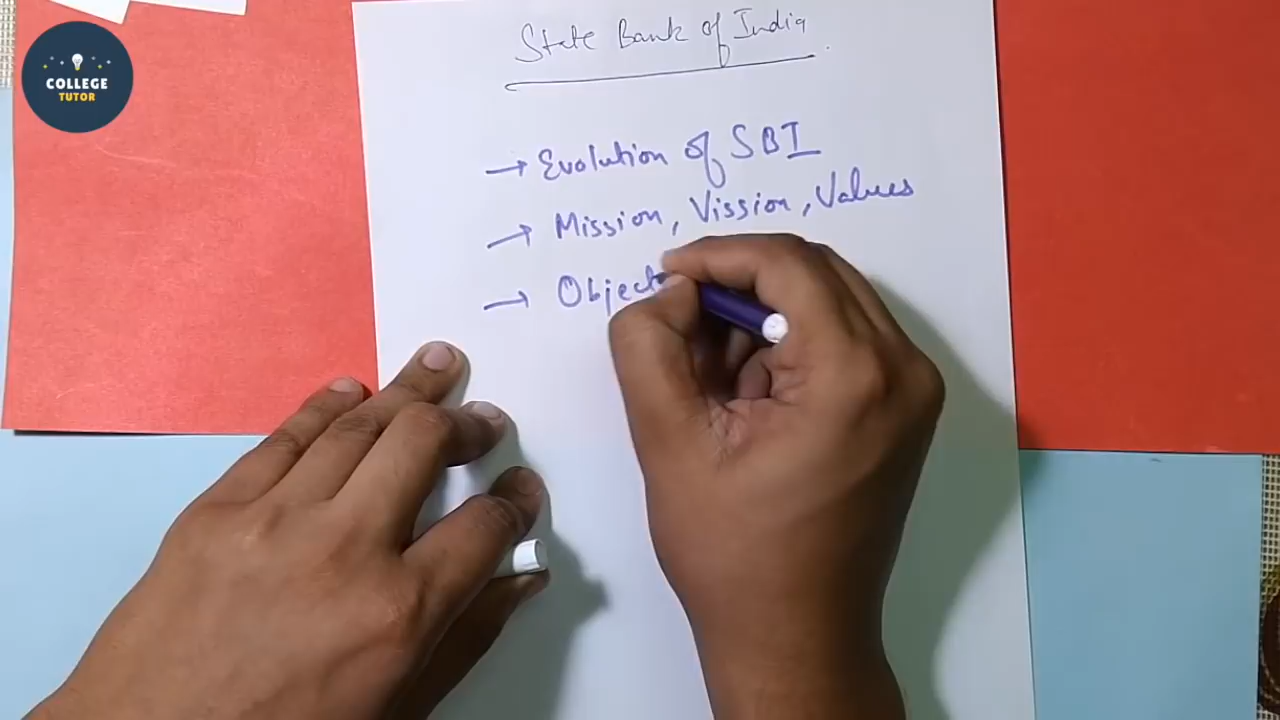 COLLEGE
TUTOR
State Bank of India
→ Evolution of SBI
→ Mission, Vission, Values
→ Object